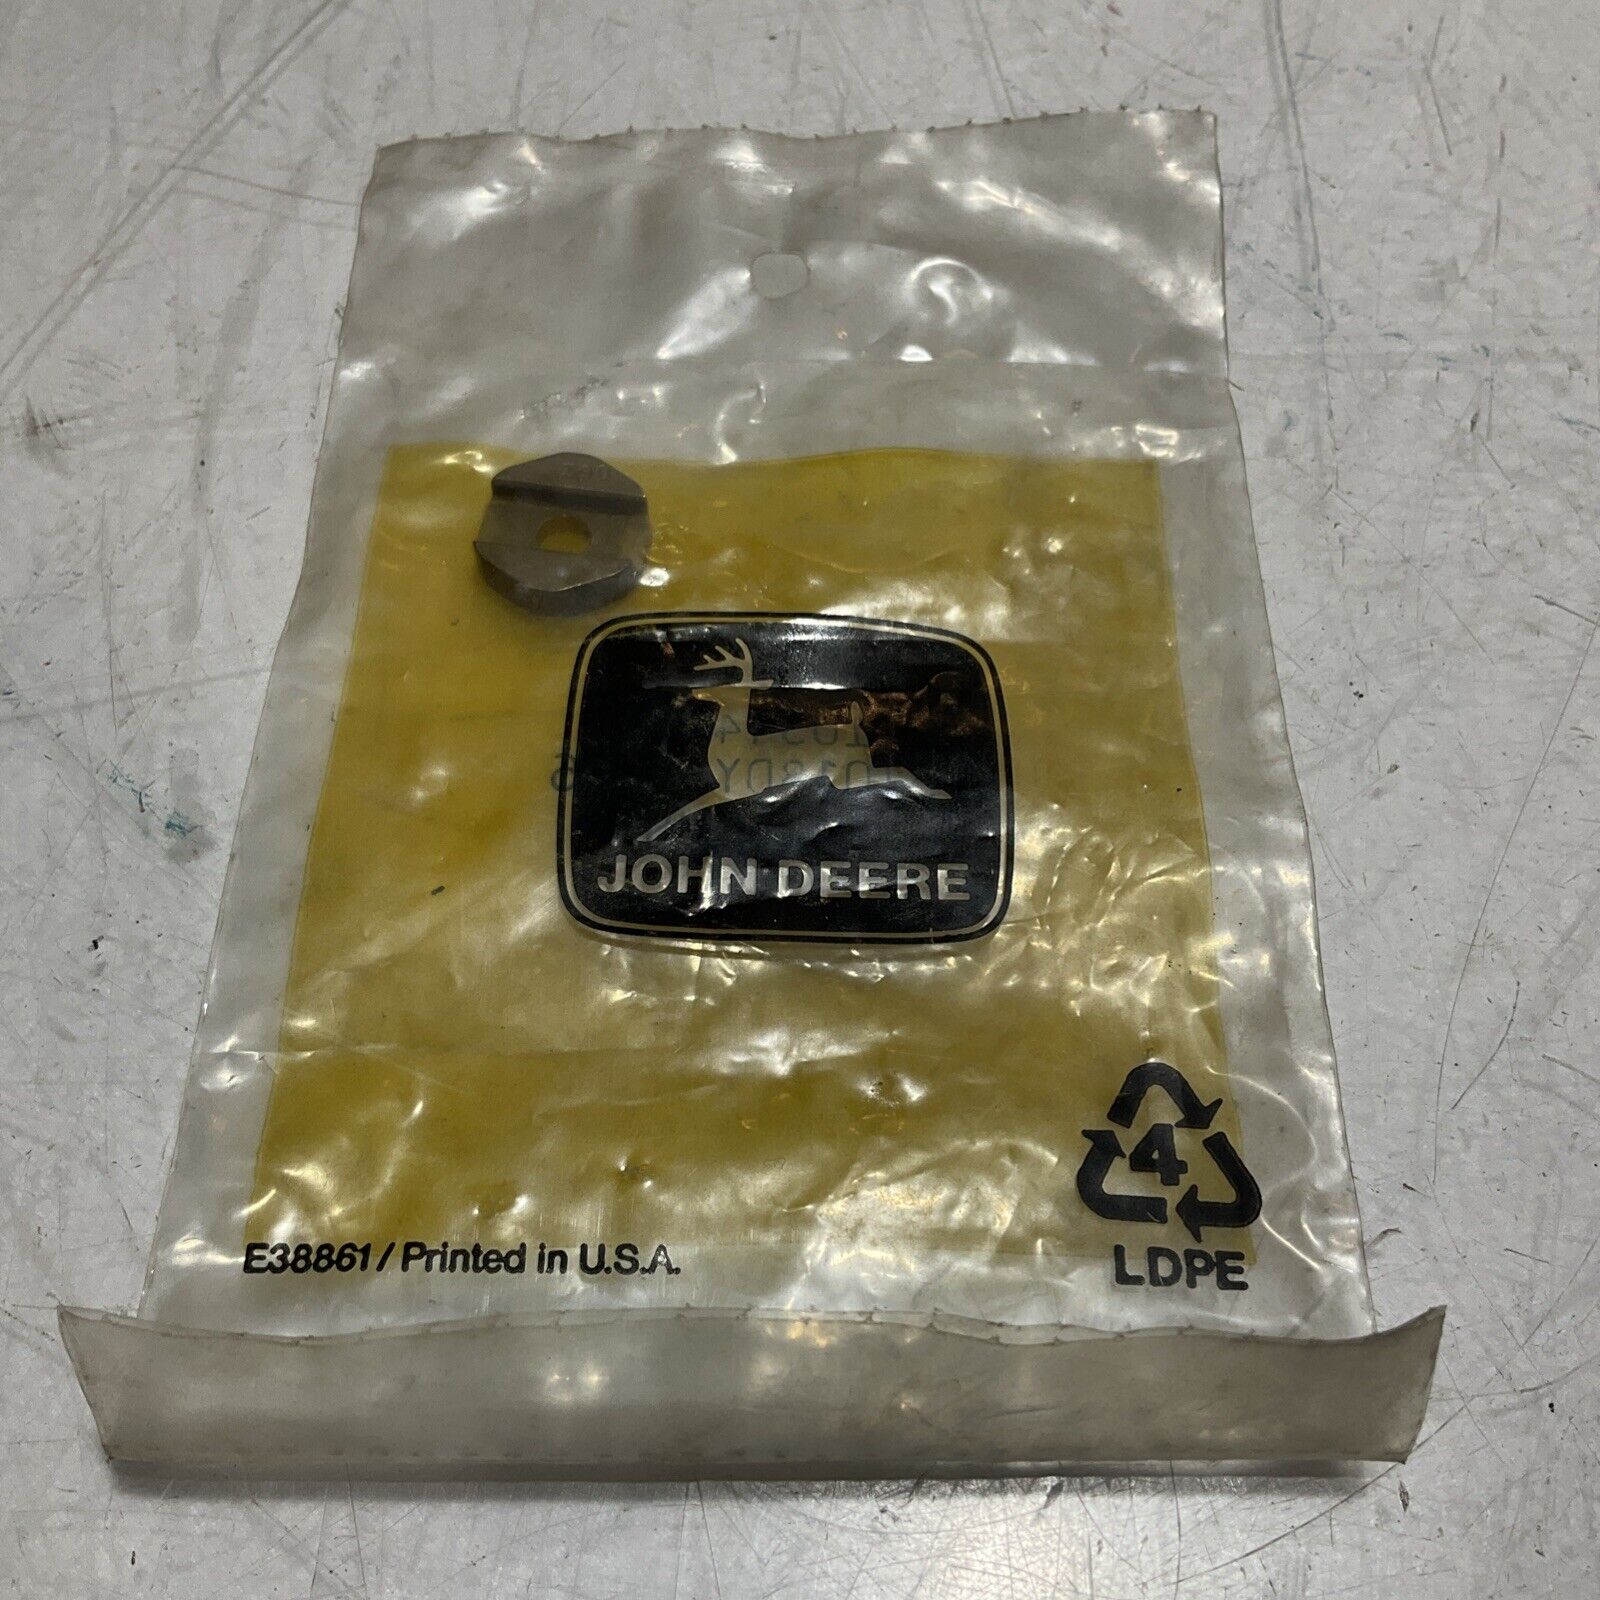 JOHN DEERE
4
E38861 / Printed in U.S.A.
LDPE